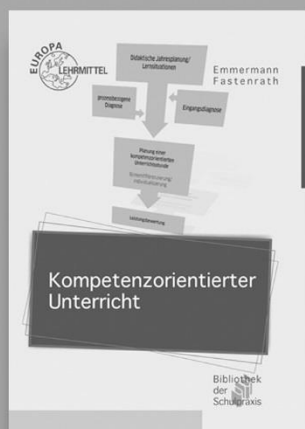 EUROPA
LEHRMITTEL
Didaktische Jahresplanung/
Lernsituationen
Emmermann
Fastenrath
prozessbezogene
Diagnose
Eingangsdiagnose
Planung einer
kompetenzorientierten
Unterrichtsstunde
Binnendifferenzierung/
Individualisierung
Leistungsbewertung
Kompetenzorientierter
Unterricht
Bibliothek
der
Schulpraxis